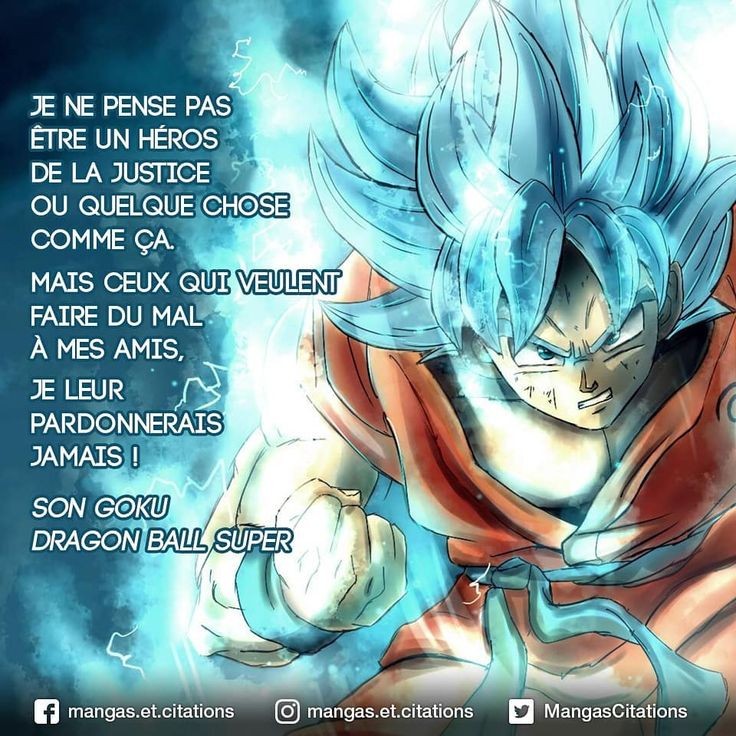 JE NE PENSE PAS
ÊTRE UN HÉROS
DE LA JUSTICE
OU QUELQUE CHOSE
COMME ÇA.
MAIS CEUX QUI VEULENT
FAIRE DU MAL
À MES AMIS,
JE LEUR
PARDONNERAIS
JAMAIS !
SON GOKU
DRAGON BALL SUPER
mangas.et.citations mangas.et.citations MangasCitations